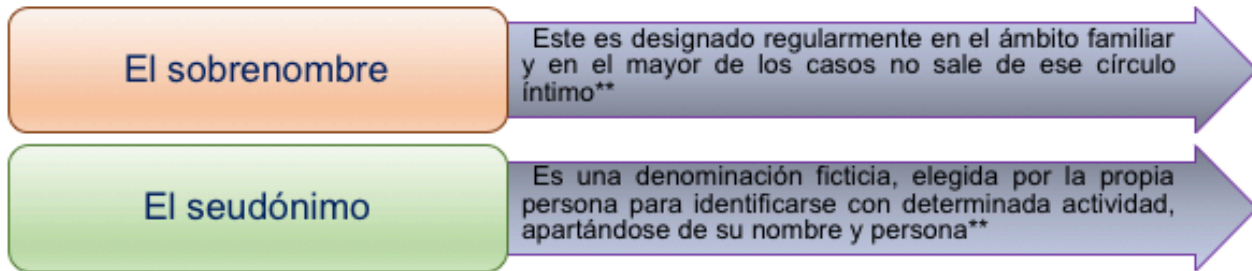 El sobrenombre
Este es designado regularmente en el ámbito familiar
y en el mayor de los casos no sale de ese círculo
íntimo**
El seudónimo
Es una denominación ficticia, elegida por la propia
persona para identificarse con determinada actividad,
apartándose de su nombre y persona**